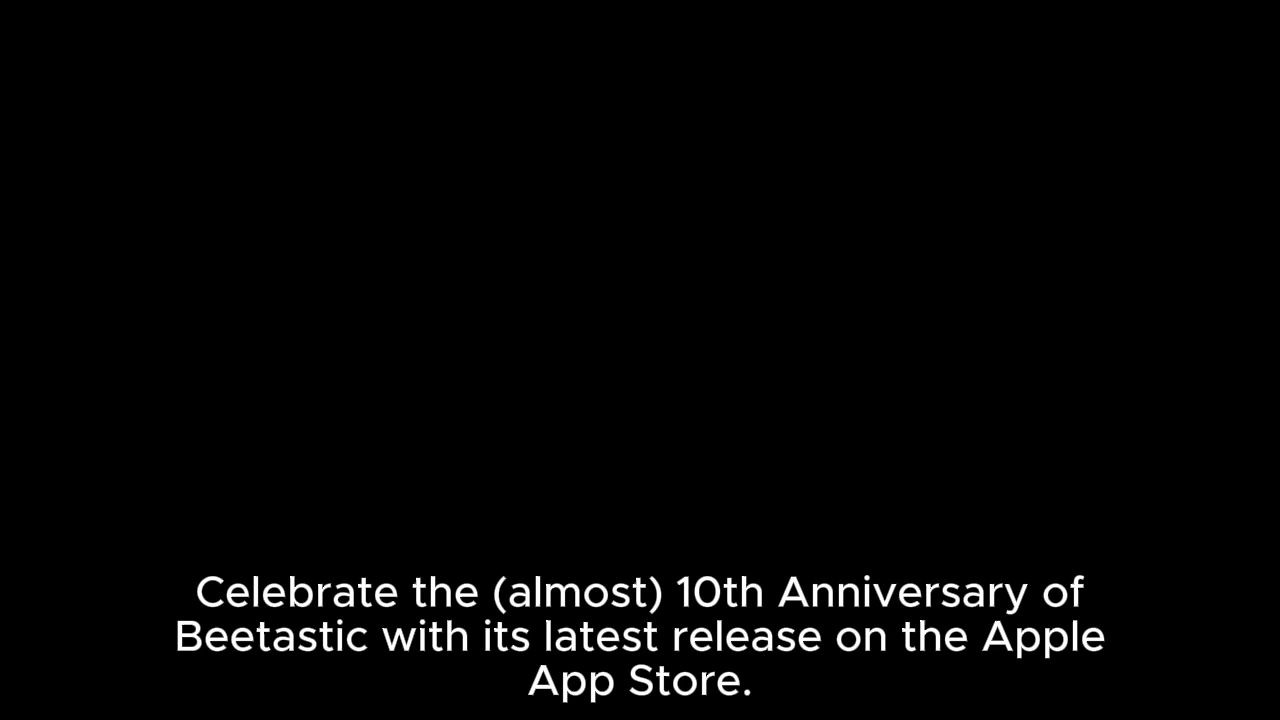 Celebrate the (almost) 10th Anniversary of
Beetastic with its latest release on the Apple
App Store.